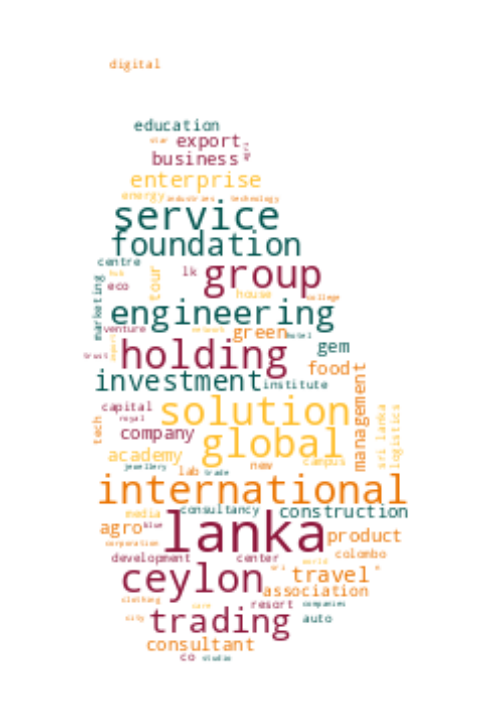 digital
education
star export
business
enterprise
energy industries technology
service
foundation
centre
hub lk group
eco tour house college
marketing
engineering
venture network green hotel
gem
trust export holding
food
investment institute
management
capital solution
royal
tech company global
sri lanka
logistics
academy campus
jewellery lab trade new
international
media consultancy construction
agro blue lanka product
corporation colombo
development center
ceylon sri world travel
association
clothing care resort companies
city trading auto
consultant
co studio